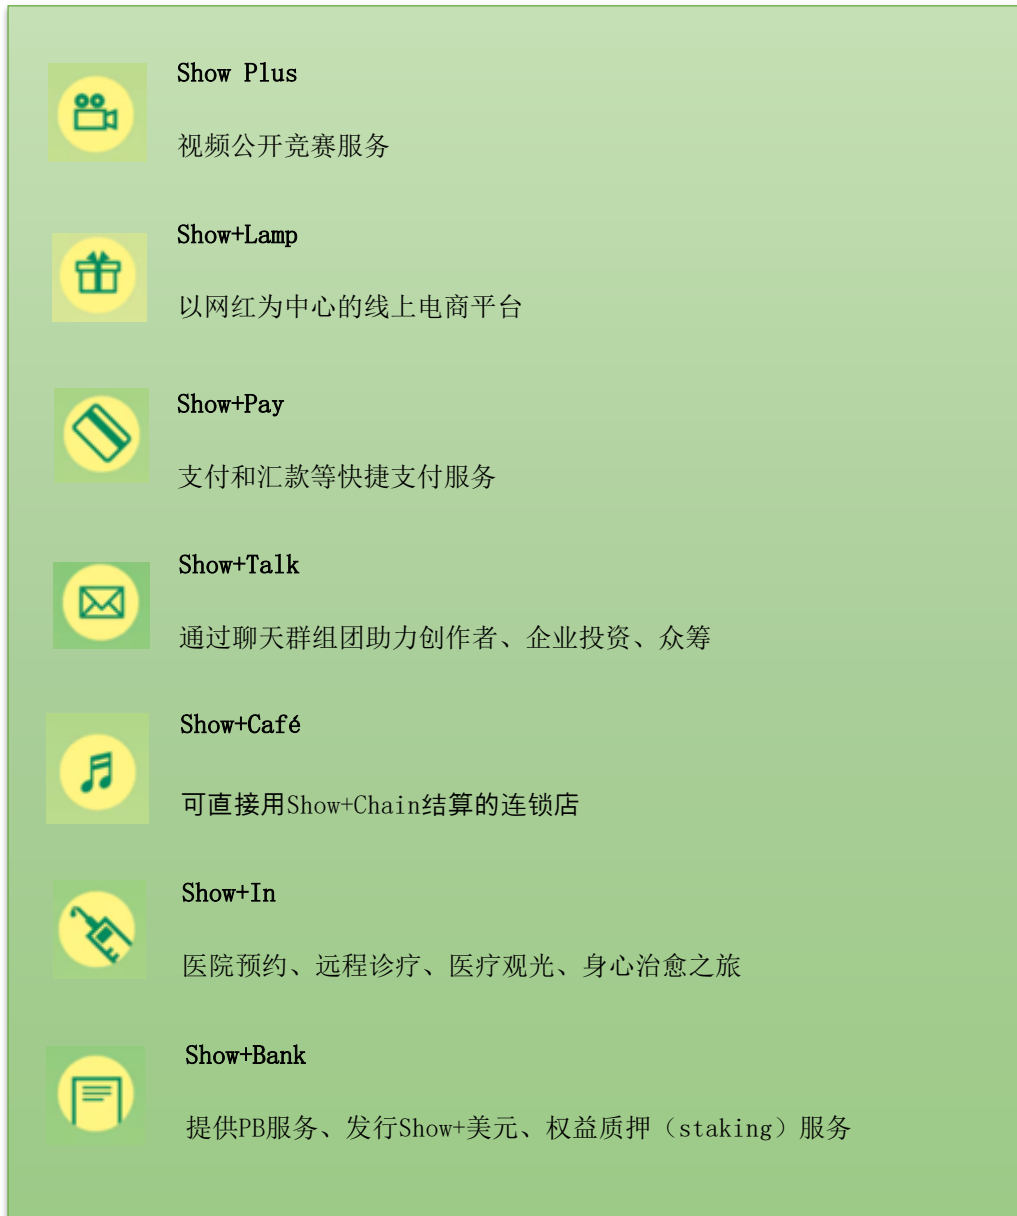 Show Plus
视频公开竞赛服务
Show+Lamp
以网红为中心的线上电商平台
Show+Pay
支付和汇款等快捷支付服务
Show+Talk
通过聊天群组团助力创作者、企业投资、众筹
Show+Café
可直接用Show+Chain结算的连锁店
Show+In
医院预约、远程诊疗、医疗观光、身心治愈之旅
Show+Bank
提供PB服务、发行Show+美元、权益质押（staking）服务